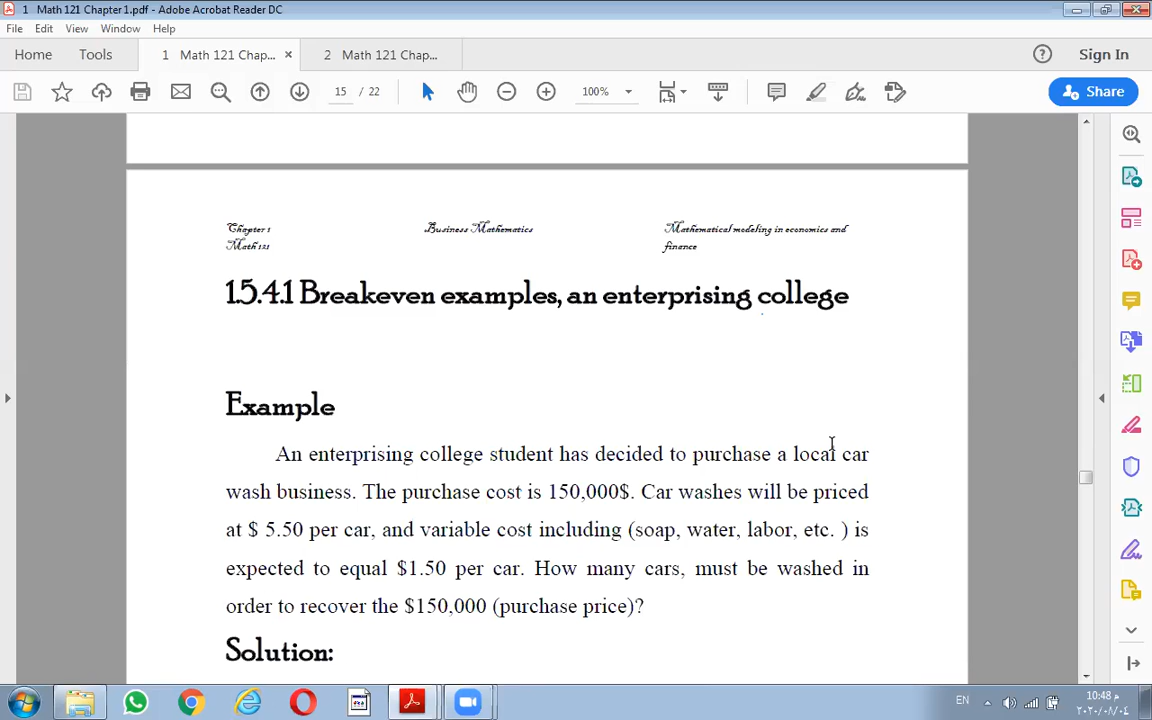 1 Math 121 Chapter 1.pdf - Adobe Acrobat Reader DC
File Edit View Window Help
Home Tools 1 Math 121 Chap... × 2 Math 121 Chap... Sign In
15 / 22 100% Share
Chapter 1 Business Mathematics Mathematical modeling in economics and
Math 121 finance
1.5.4.1 Breakeven examples, an enterprising college
Example
An enterprising college student has decided to purchase a local car
wash business. The purchase cost is 150,000$. Car washes will be priced
at $ 5.50 per car, and variable cost including (soap, water, labor, etc. ) is
expected to equal $1.50 per car. How many cars, must be washed in
order to recover the $150,000 (purchase price)?
Solution:
EN 10:48 م
٢٠٢٠/٠٨/٠٤